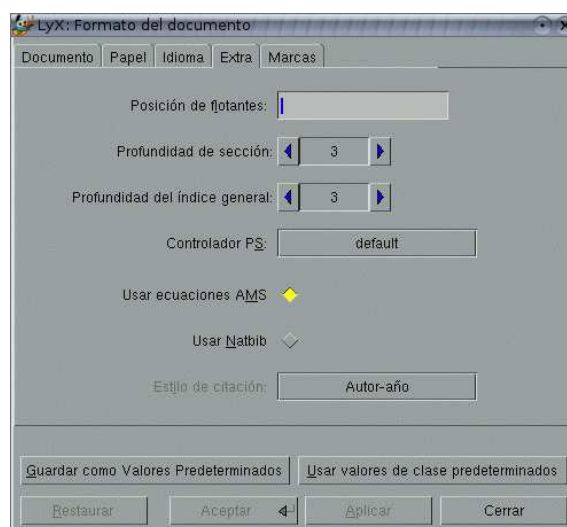 LyX: Formato del documento
Documento Papel Idioma Extra Marcas
Posición de flotantes:
Profundidad de sección: 3
Profundidad del índice general: 3
Controlador PS: default
Usar ecuaciones AMS
Usar Natbib
Estilo de citación: Autor-año
Guardar como Valores Predeterminados Usar valores de clase predeterminados
Restaurar Aceptar Aplicar Cerrar